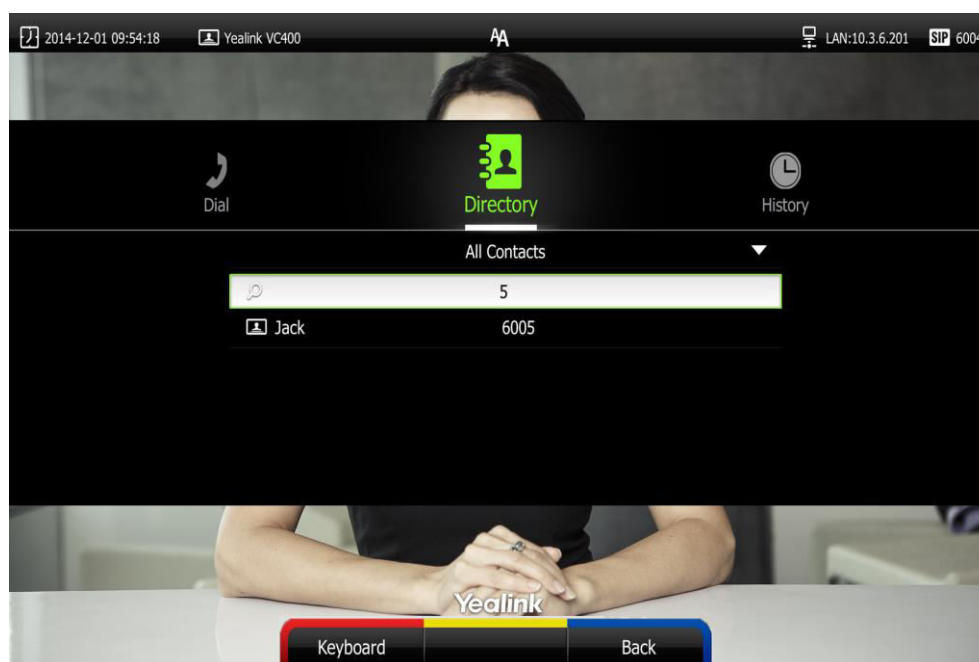 2014-12-01 09:54:18 Yealink VC400 AA LAN:10.3.6.201 SIP 6004
Dial Directory History
All Contacts
5
Jack 6005
Yealink
Keyboard Back